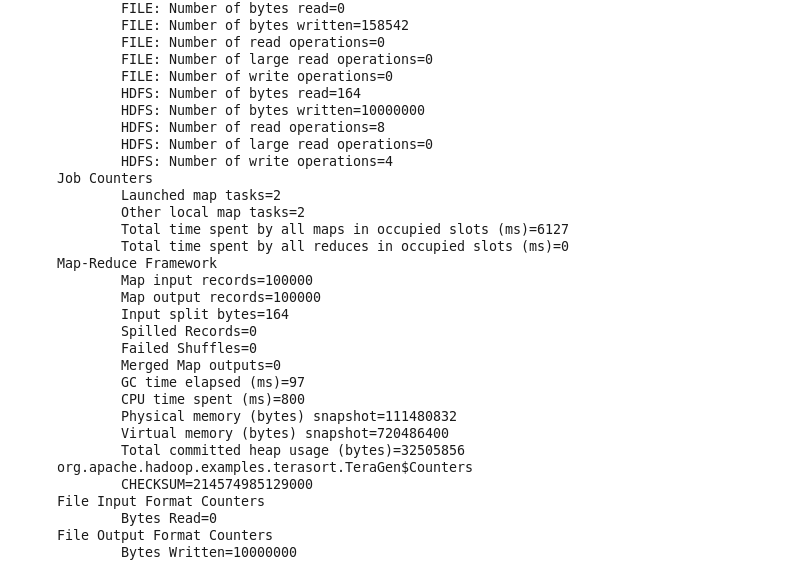 FILE: Number of bytes read=0
FILE: Number of bytes written=158542
FILE: Number of read operations=0
FILE: Number of large read operations=0
FILE: Number of write operations=0
HDFS: Number of bytes read=164
HDFS: Number of bytes written=10000000
HDFS: Number of read operations=8
HDFS: Number of large read operations=0
HDFS: Number of write operations=4
Job Counters
Launched map tasks=2
Other local map tasks=2
Total time spent by all maps in occupied slots (ms)=6127
Total time spent by all reduces in occupied slots (ms)=0
Map-Reduce Framework
Map input records=100000
Map output records=100000
Input split bytes=164
Spilled Records=0
Failed Shuffles=0
Merged Map outputs=0
GC time elapsed (ms)=97
CPU time spent (ms)=800
Physical memory (bytes) snapshot=111480832
Virtual memory (bytes) snapshot=720486400
Total committed heap usage (bytes)=32505856
org.apache.hadoop.examples.terasort.TeraGen$Counters
CHECKSUM=214574985129000
File Input Format Counters
Bytes Read=0
File Output Format Counters
Bytes Written=10000000